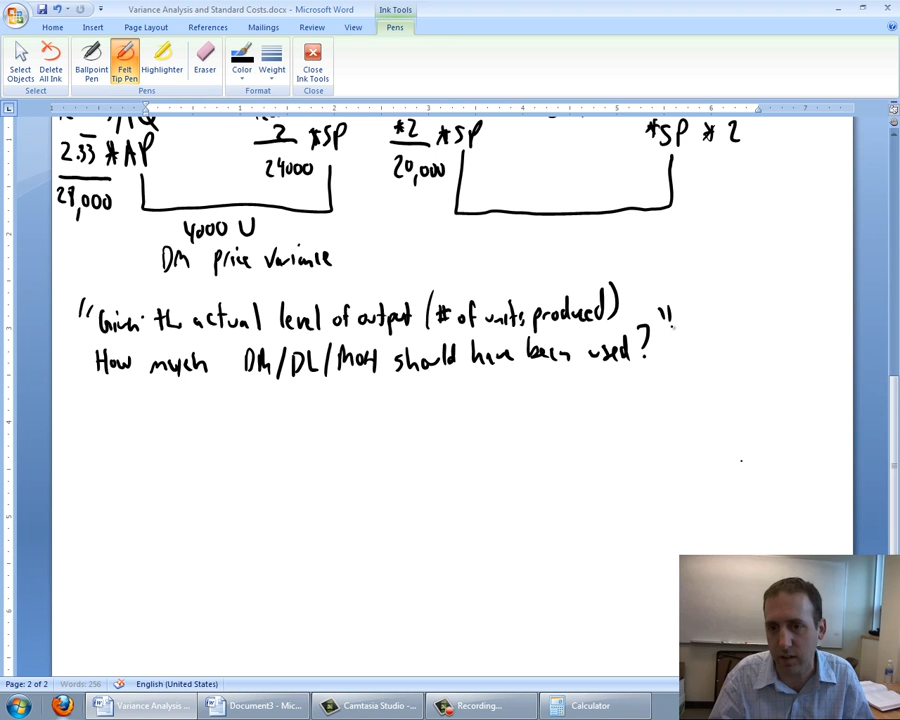 Variance Analysis and Standard Costs.docx - Microsoft Word
Ink Tools
Home Insert Page Layout References Mailings Review View Pens
Select Objects
Delete All Ink
Ballpoint Pen
Felt Tip Pen
Highlighter
Eraser
Color
Weight
Close Ink Tools
Select
Pens
Format
Close
2.33 * AP
28,000
2 * SP
24000
*2 * SP
20,000
*SP * 2
4000 U
DM price variance
"Given the actual level of output (# of units produced)"
How much DM/DL/MOH should have been used?
Page: 2 of 2
Words: 256
English (United States)
Variance Analysis ...
Document3 - Mic...
Camtasia Studio -...
Recording...
Calculator